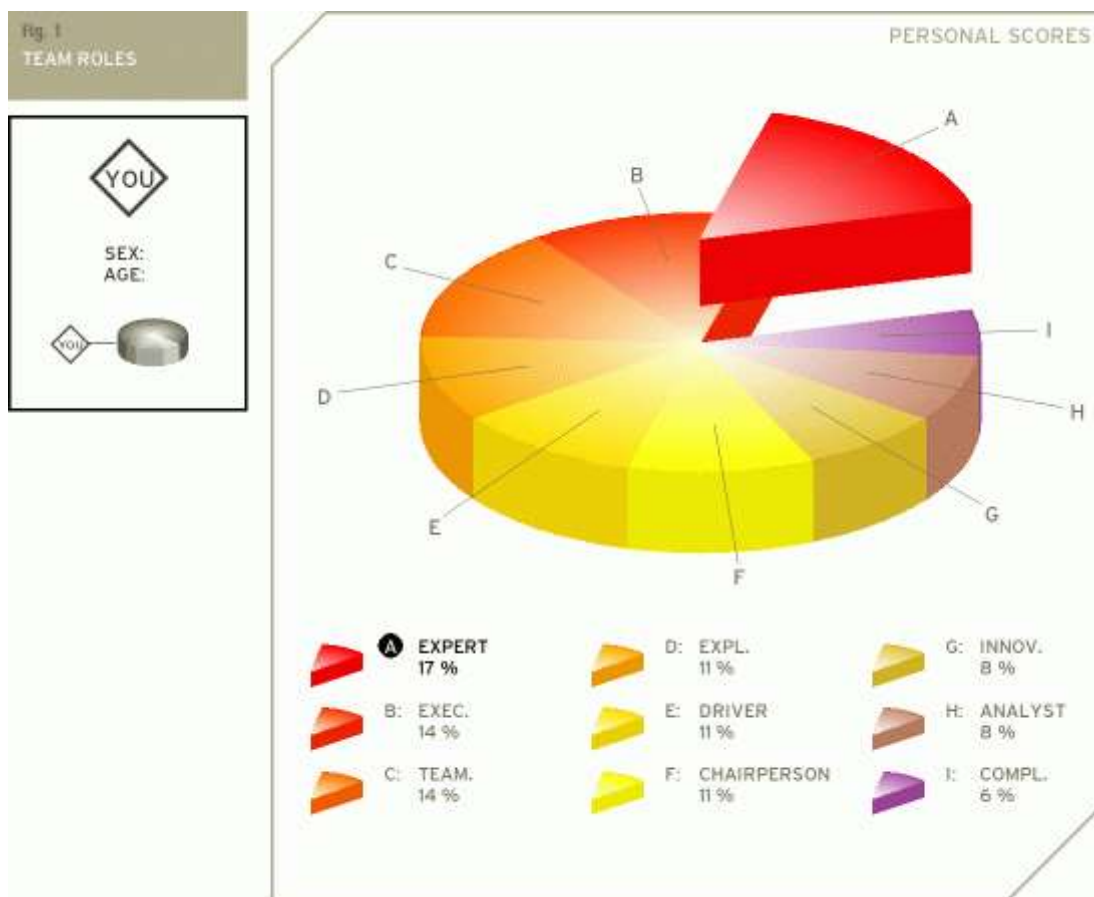 Fig. 1
TEAM ROLES
PERSONAL SCORES
YOU
SEX:
AGE:
YOU
A
B
C
D
E
F
G
H
I
A EXPERT
17 %
B: EXEC.
14 %
C: TEAM.
14 %
D: EXPL.
11 %
E: DRIVER
11 %
F: CHAIRPERSON
11 %
G: INNOV.
8 %
H: ANALYST
8 %
I: COMPL.
6 %